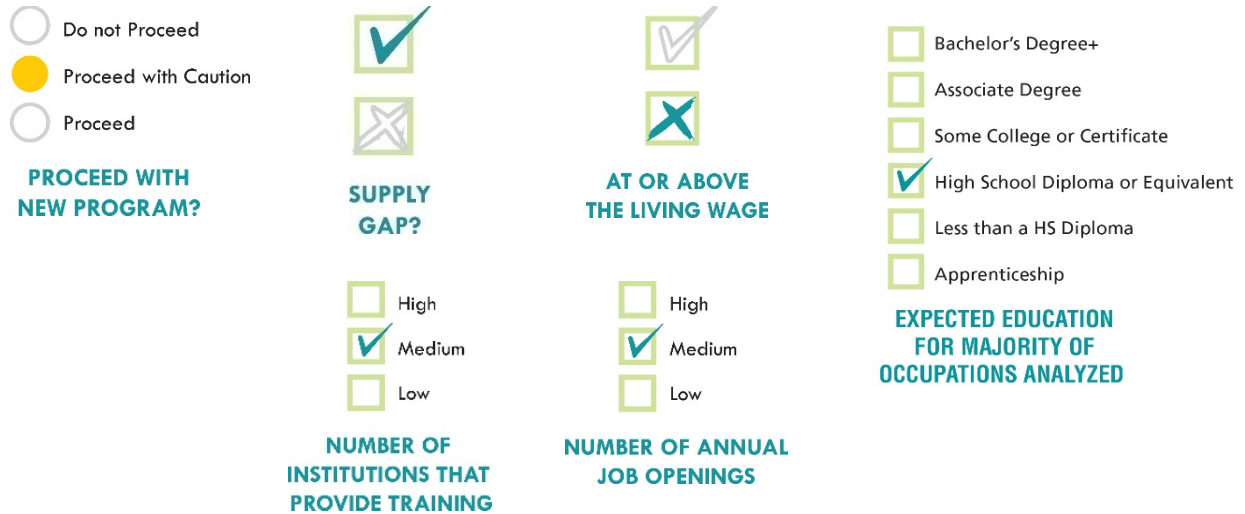 Do not Proceed
Proceed with Caution
Proceed
PROCEED WITH
NEW PROGRAM?
SUPPLY
GAP?
AT OR ABOVE
THE LIVING WAGE
Bachelor's Degree+
Associate Degree
Some College or Certificate
High School Diploma or Equivalent
Less than a HS Diploma
Apprenticeship
EXPECTED EDUCATION
FOR MAJORITY OF
OCCUPATIONS ANALYZED
High
Medium
Low
NUMBER OF
INSTITUTIONS THAT
PROVIDE TRAINING
High
Medium
Low
NUMBER OF ANNUAL
JOB OPENINGS